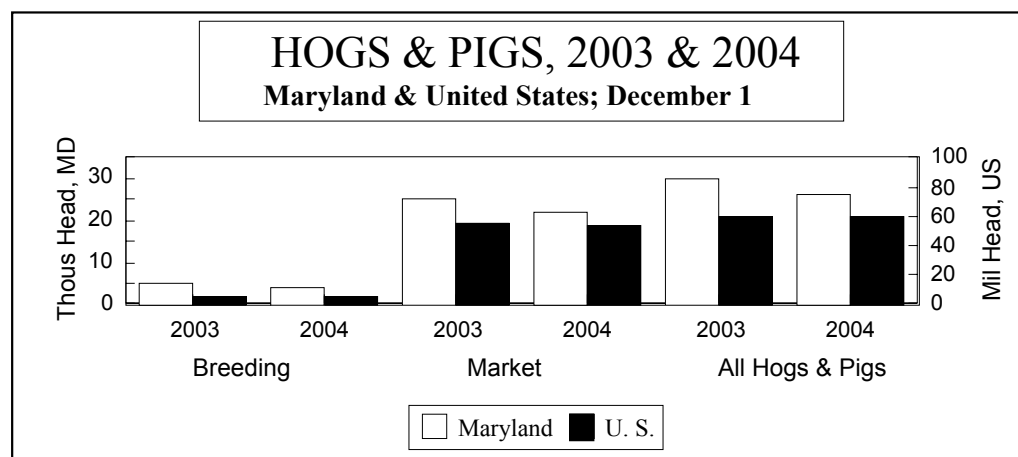 HOGS & PIGS, 2003 & 2004
Maryland & United States; December 1
Thous Head, MD
30
20
10
0
100
80
60
40
20
0
Mil Head, US
2003 2004 2003 2004 2003 2004
Breeding Market All Hogs & Pigs
Maryland U. S.